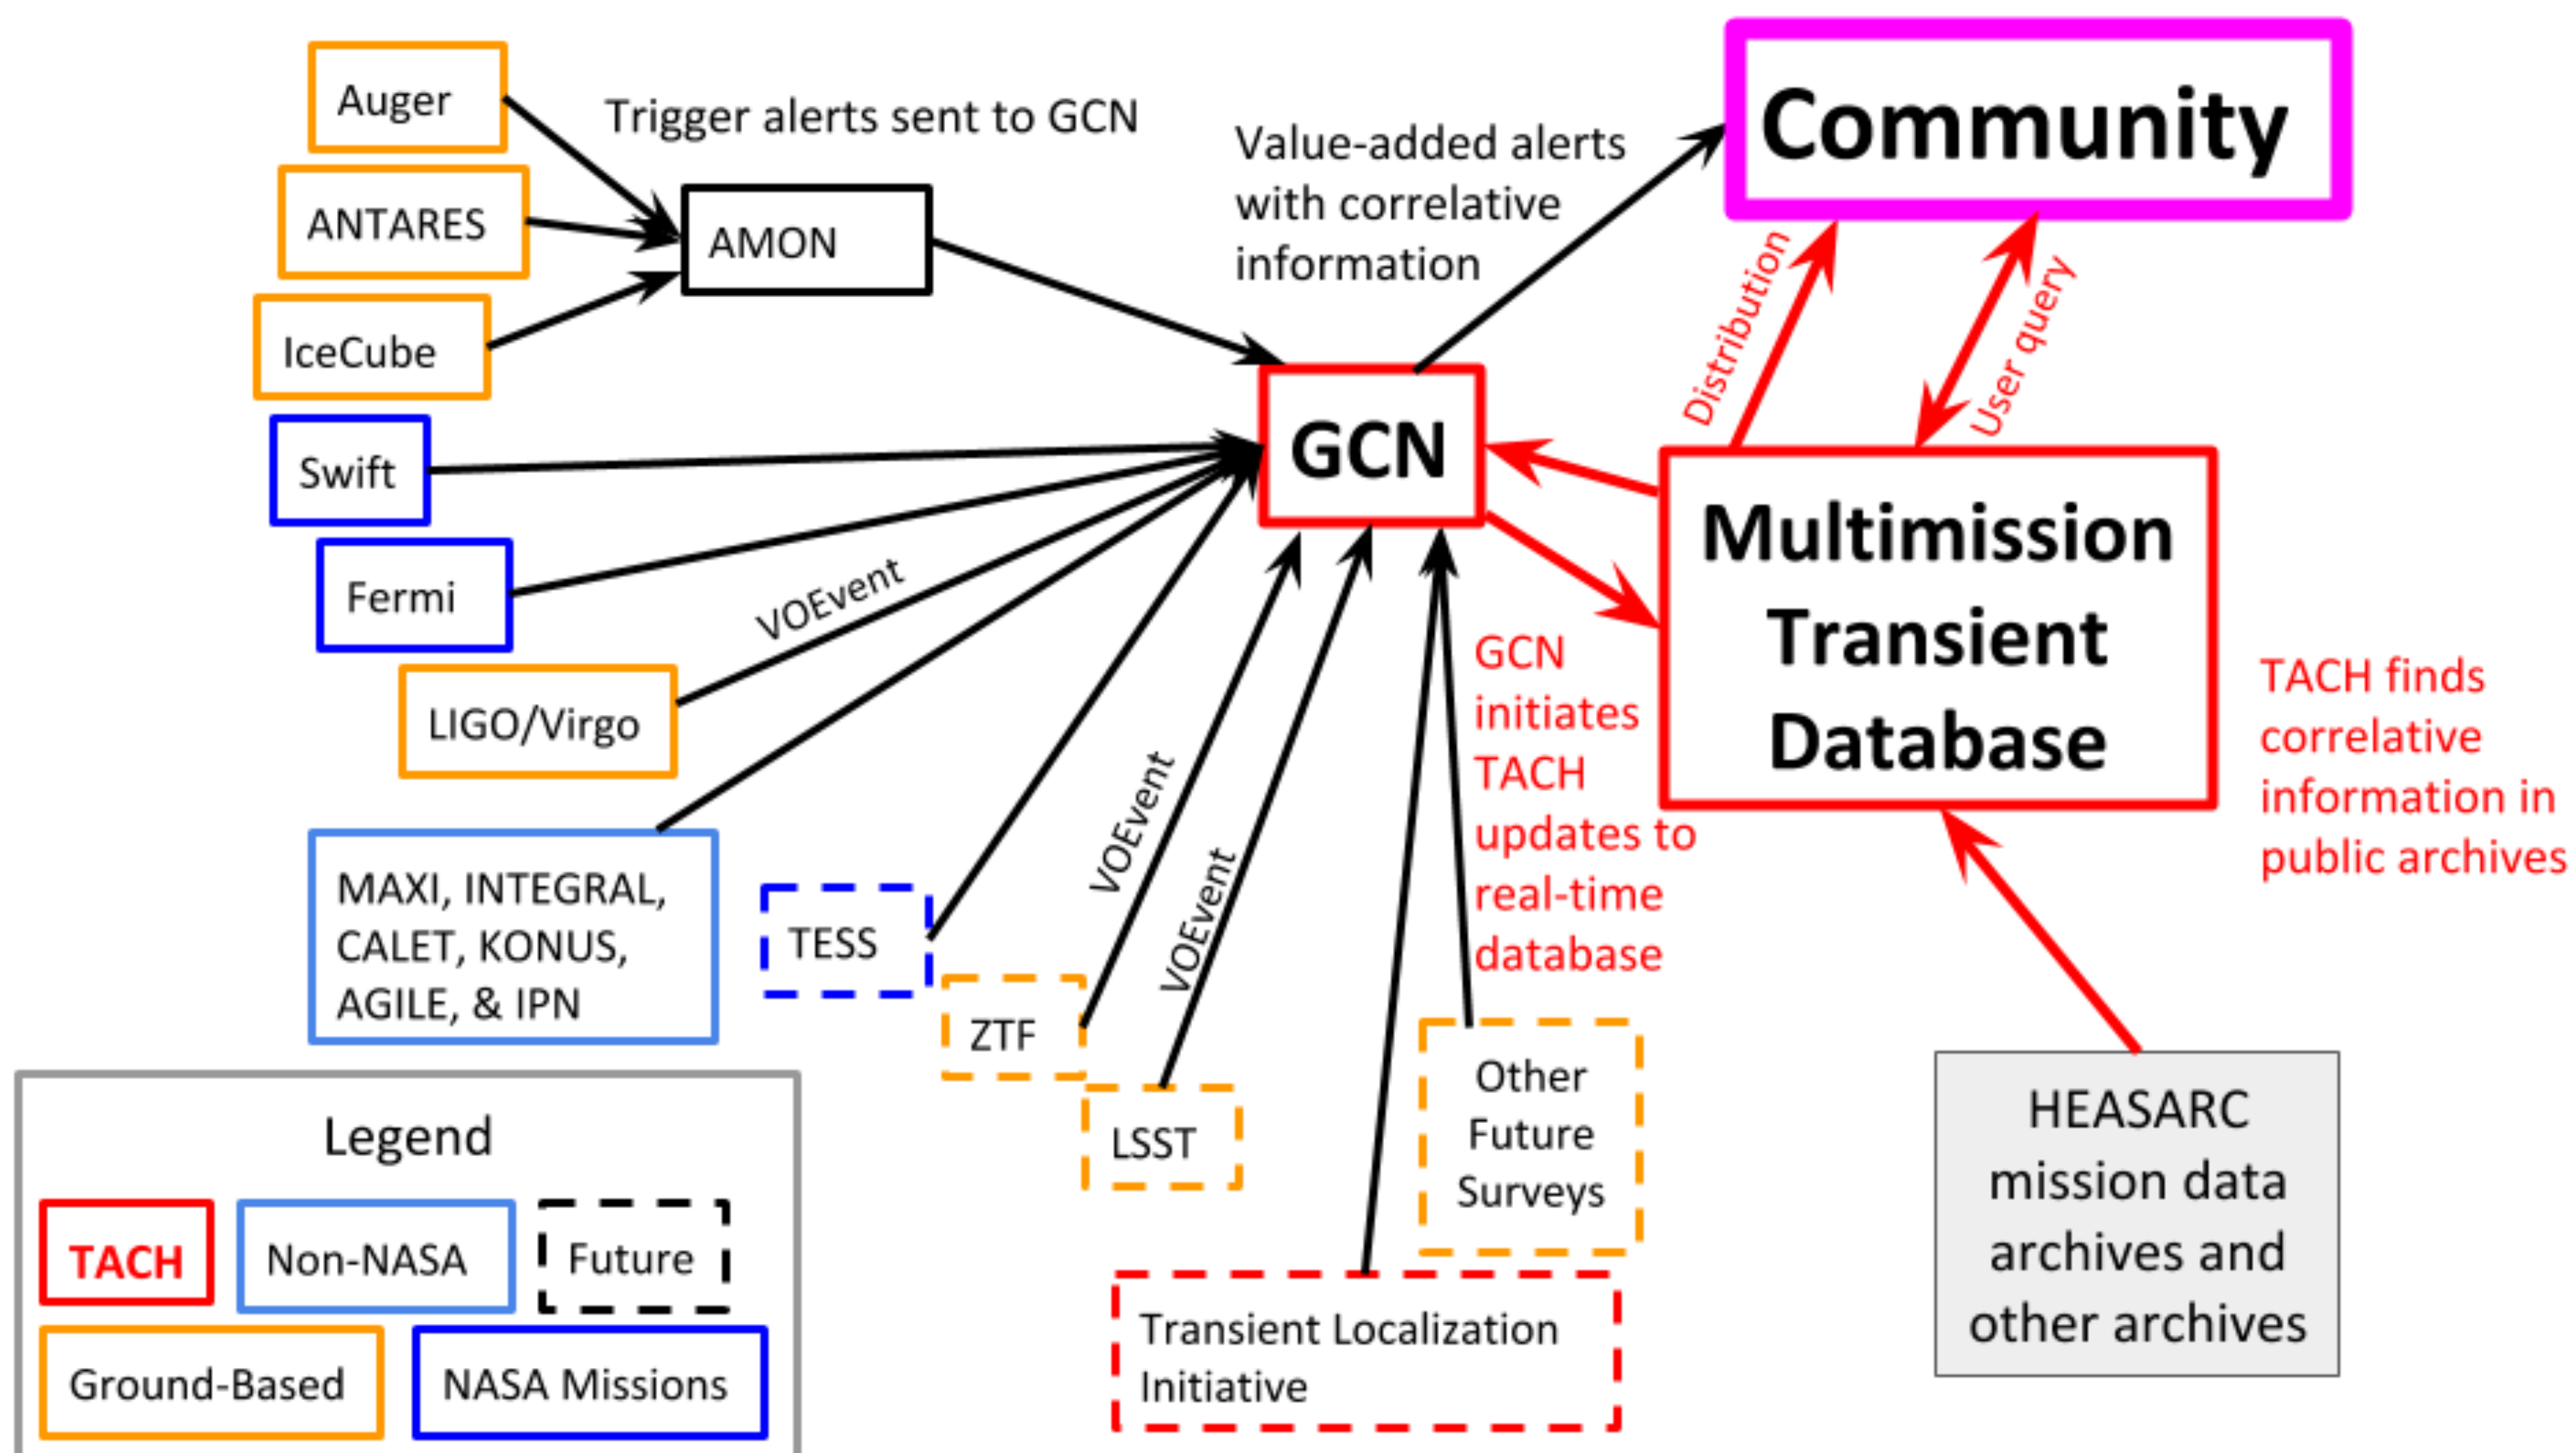 Auger
Trigger alerts sent to GCN
ANTARES
AMON
IceCube
Swift
Fermi
VOEvent
LIGO/Virgo
MAXI, INTEGRAL,
CALET, KONUS,
AGILE, & IPN
TESS
ZTF
VOEvent
LSST
VOEvent
Value-added alerts
with correlative
information
Community
Distribution
User query
GCN
Multimission
Transient
Database
GCN
initiates
TACH
updates to
real-time
database
TACH finds
correlative
information in
public archives
Other
Future
Surveys
Transient Localization
Initiative
HEASARC
mission data
archives and
other archives
Legend
TACH
Non-NASA
Future
Ground-Based
NASA Missions